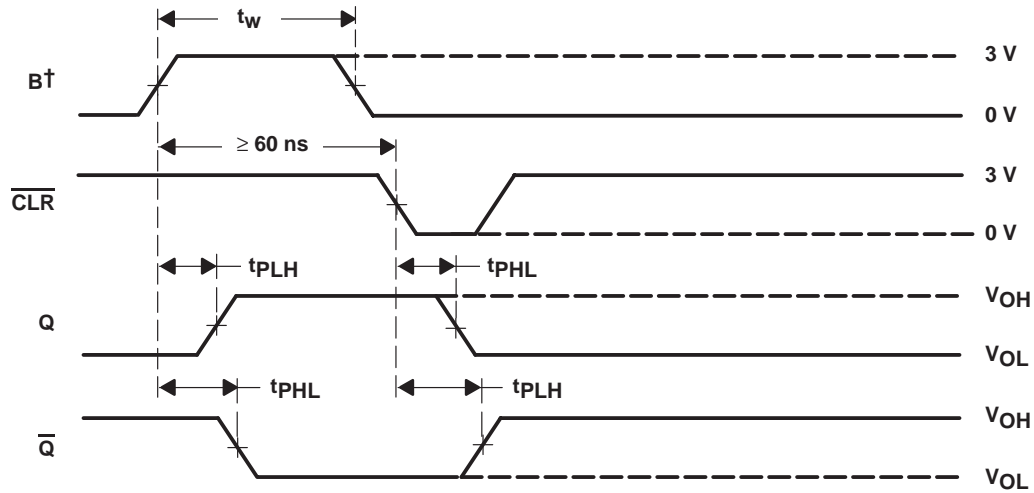 tw
B†
3 V
0 V
≥ 60 ns
CLR
3 V
0 V
tPLH
tPHL
Q
VOH
VOL
tPHL
tPLH
Q
VOH
VOL